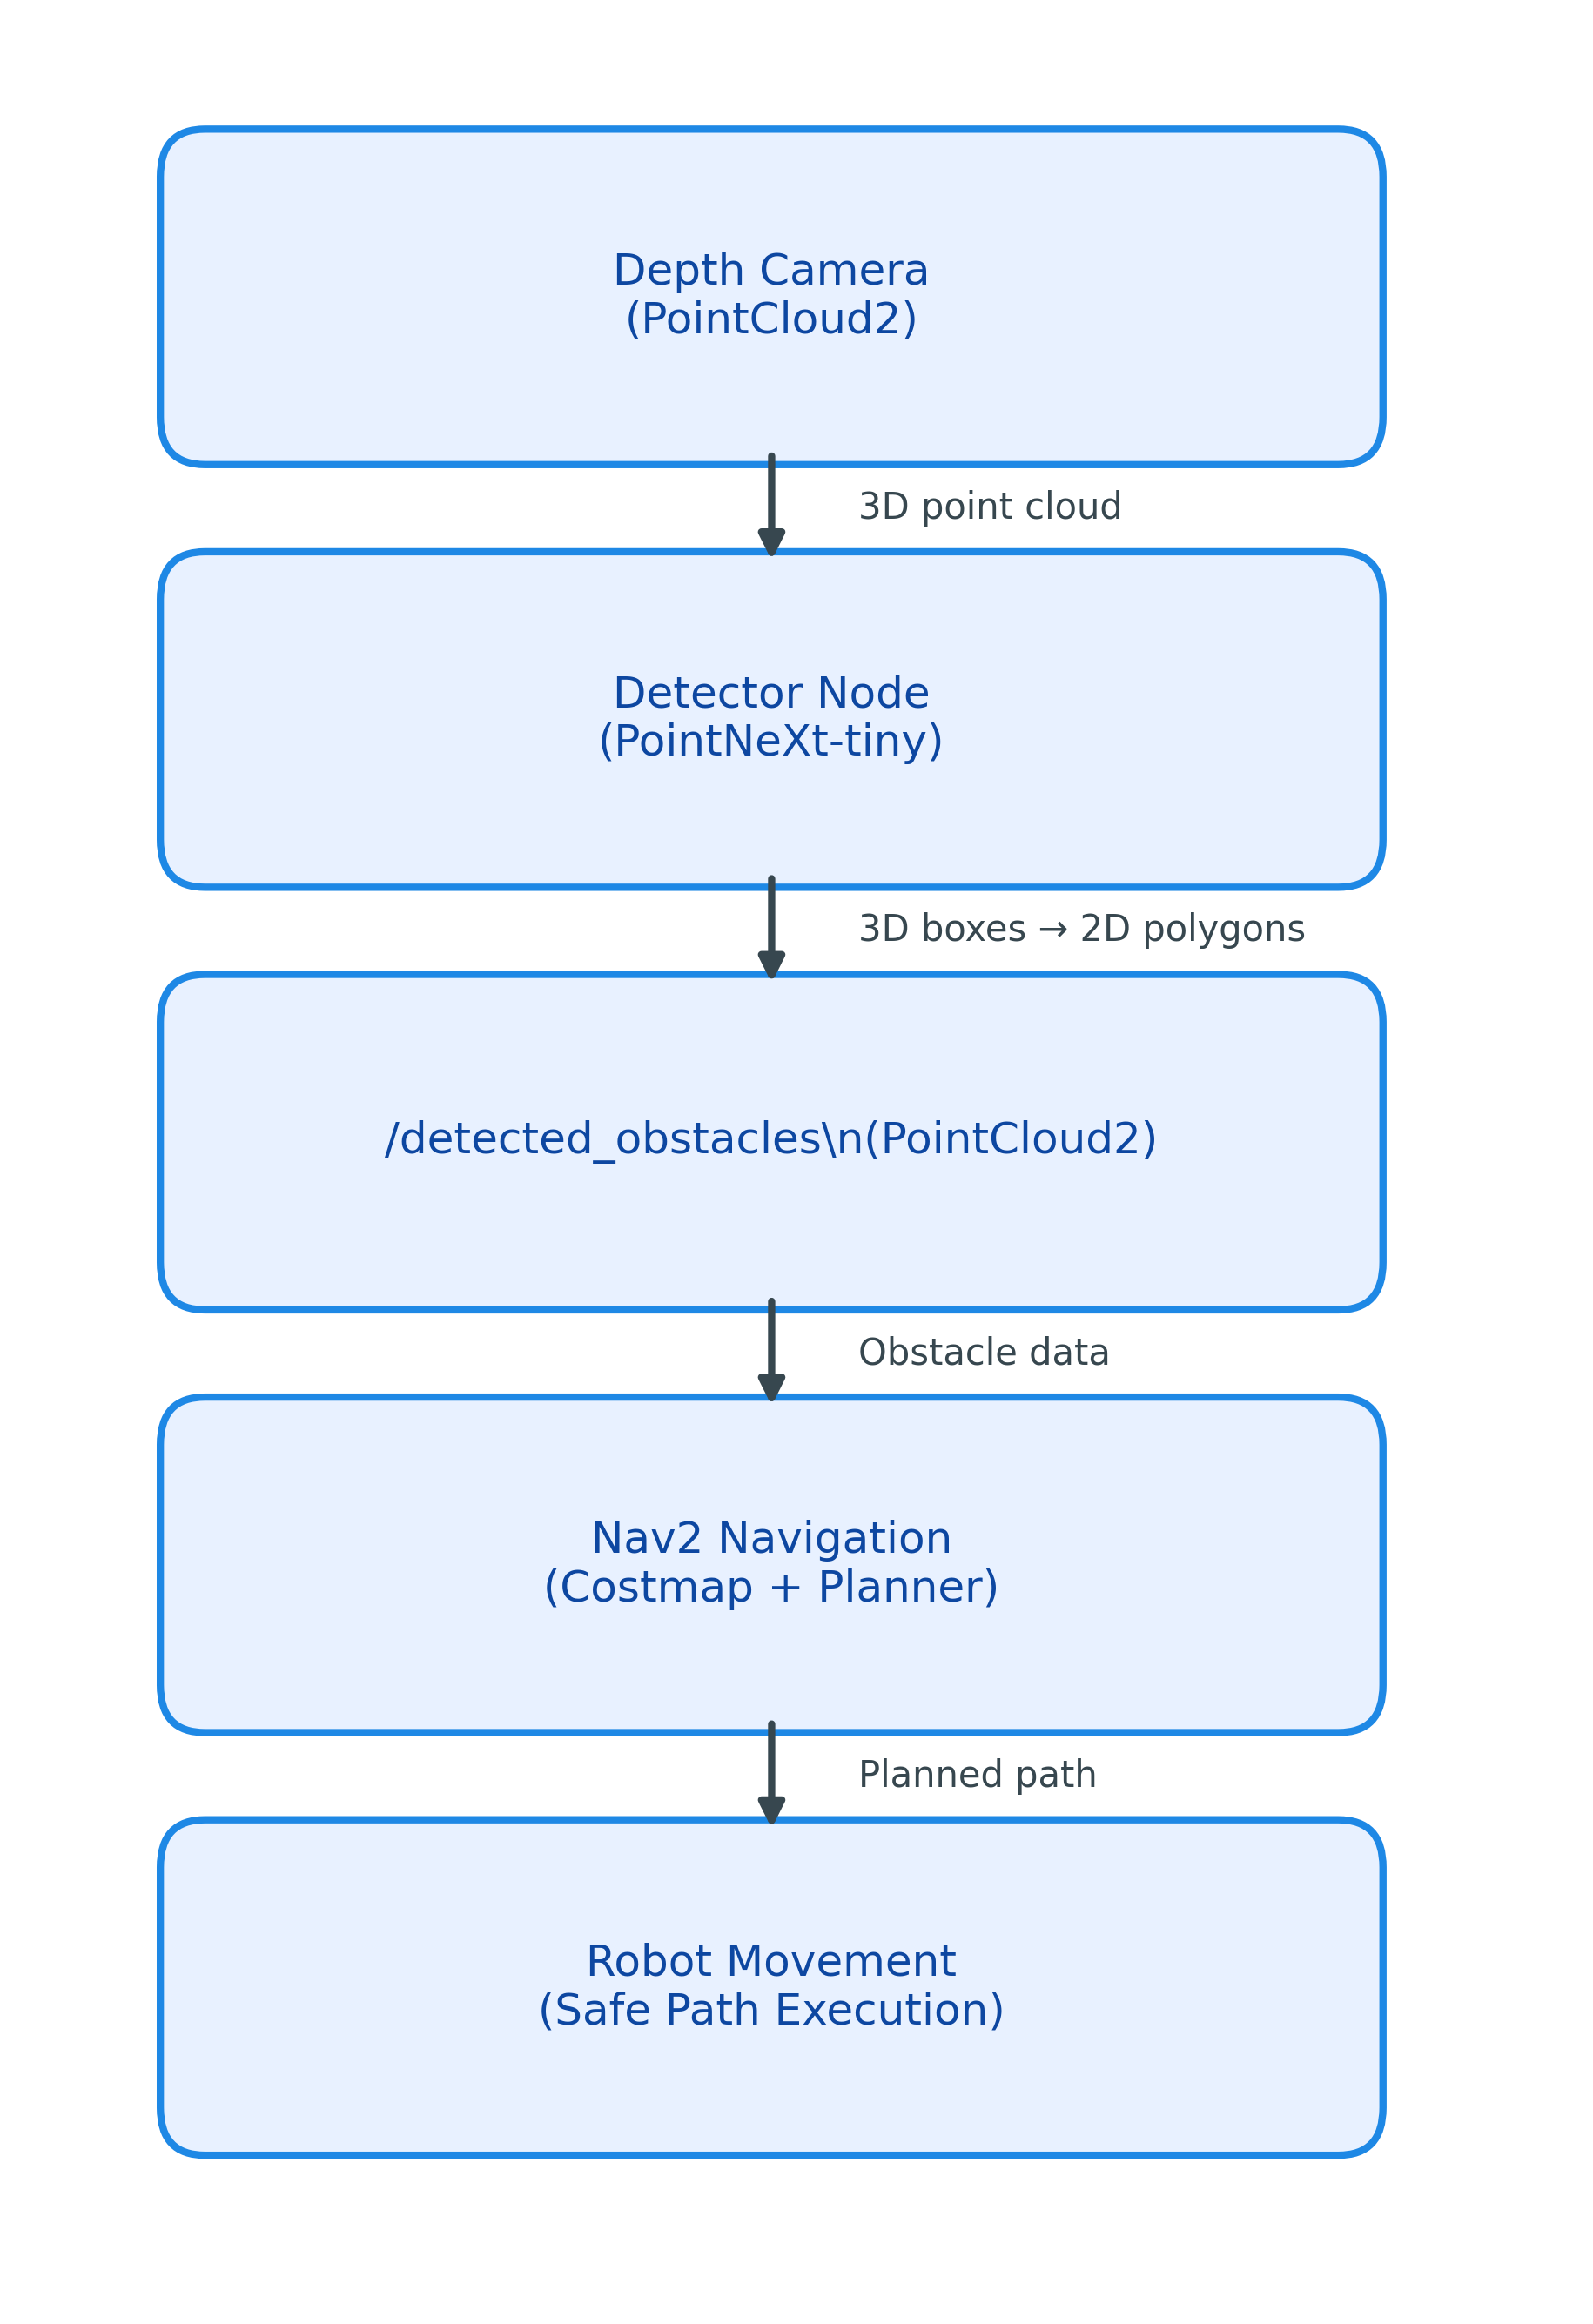 Depth Camera
(PointCloud2)
3D point cloud
Detector Node
(PointNeXt-tiny)
3D boxes → 2D polygons
/detected_obstacles\n(PointCloud2)
Obstacle data
Nav2 Navigation
(Costmap + Planner)
Planned path
Robot Movement
(Safe Path Execution)